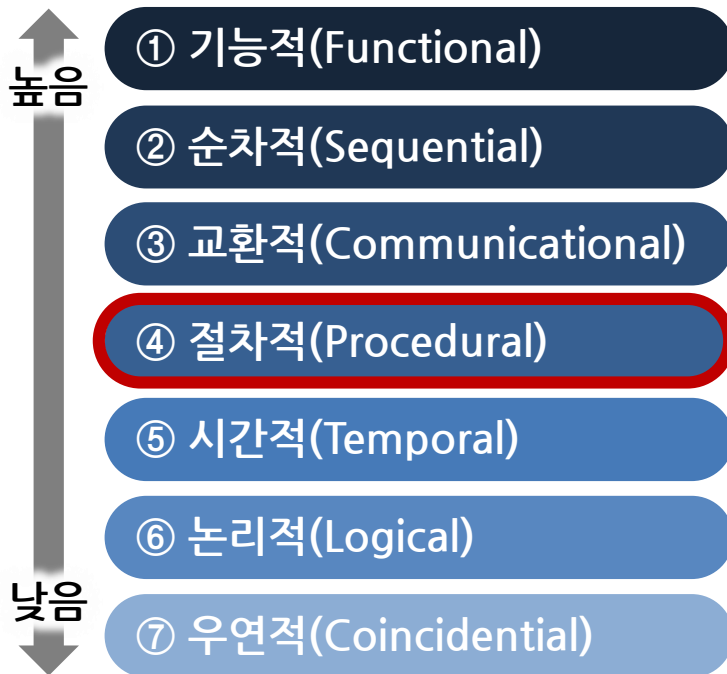 높음
① 기능적(Functional)
② 순차적(Sequential)
③ 교환적(Communicational)
④ 절차적(Procedural)
⑤ 시간적(Temporal)
⑥ 논리적(Logical)
낮음
⑦ 우연적(Coincidential)